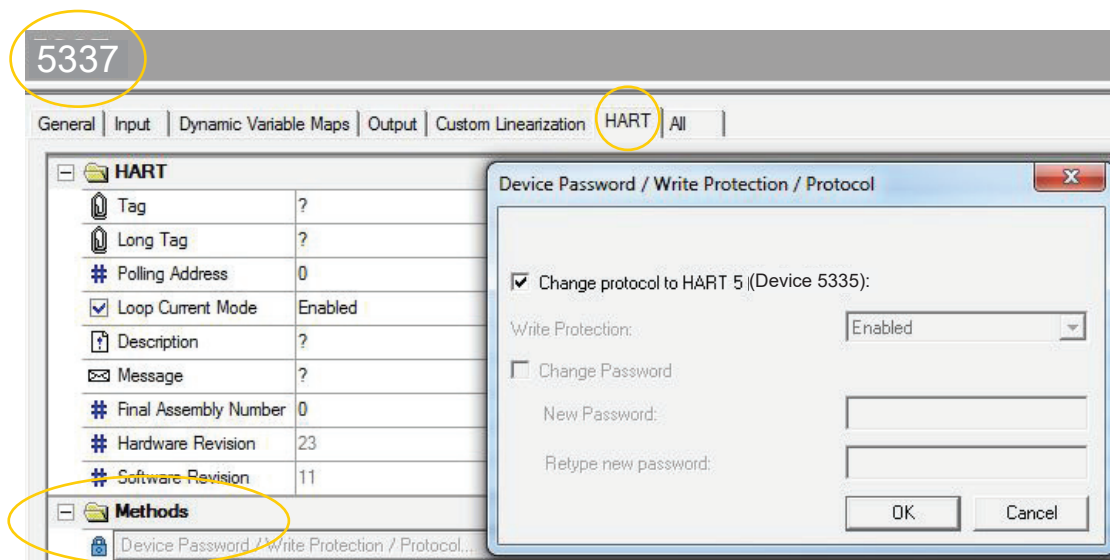 5337
General Input Dynamic Variable Maps Output Custom Linearization HART All
HART
Tag ?
Long Tag ?
Polling Address 0
Loop Current Mode Enabled
Description ?
Message ?
Final Assembly Number 0
Hardware Revision 23
Software Revision 11
Methods
Device Password / Write Protection / Protocol...
Device Password / Write Protection / Protocol
Change protocol to HART 5 (Device 5335):
Write Protection: Enabled
Change Password
New Password:
Retype new password:
OK Cancel